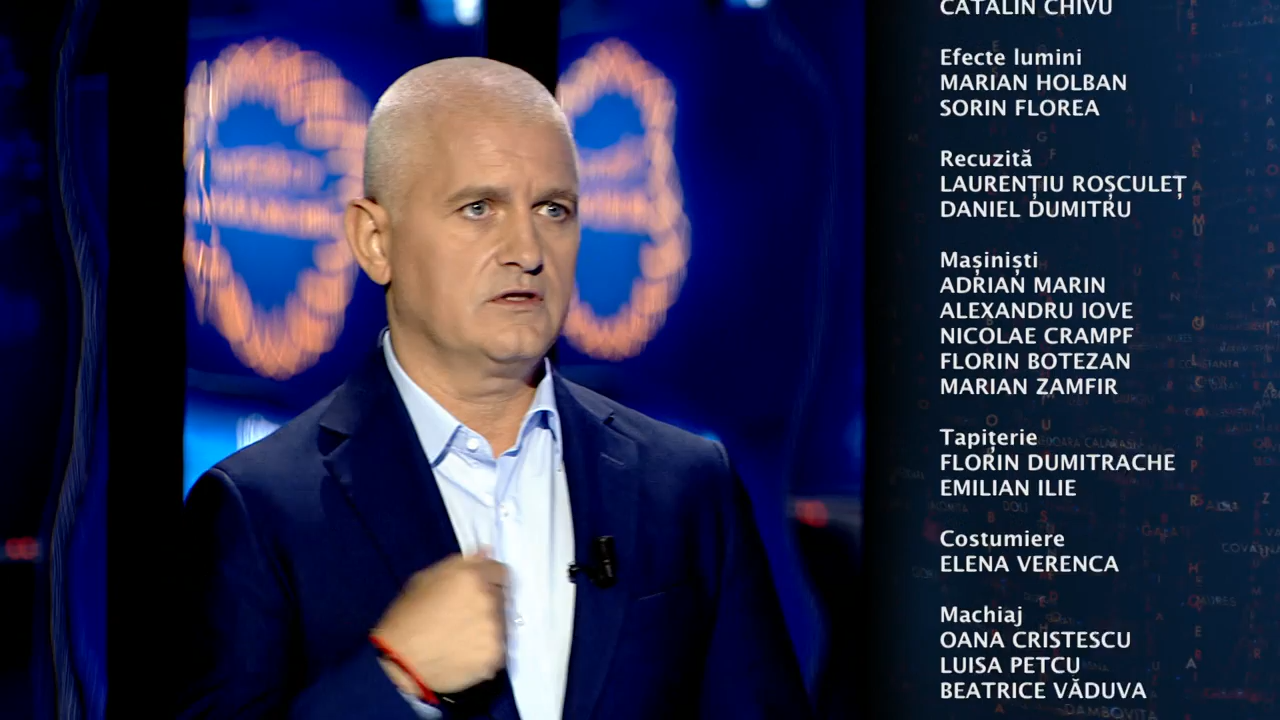 CATALIN CHIVU
Efecte lumini
MARIAN HOLBAN
SORIN FLOREA
Recuzită
LAURENȚIU ROȘCULEȚ
DANIEL DUMITRU
Mașiniști
ADRIAN MARIN
ALEXANDRU IOVE
NICOLAE CRAMPF
FLORIN BOTEZAN
MARIAN ZAMFIR
Tapițerie
FLORIN DUMITRACHE
EMILIAN ILIE
Costumiere
ELENA VERENCA
Machiaj
OANA CRISTESCU
LUISA PETCU
BEATRICE VĂDUVA
DAMBOVITA